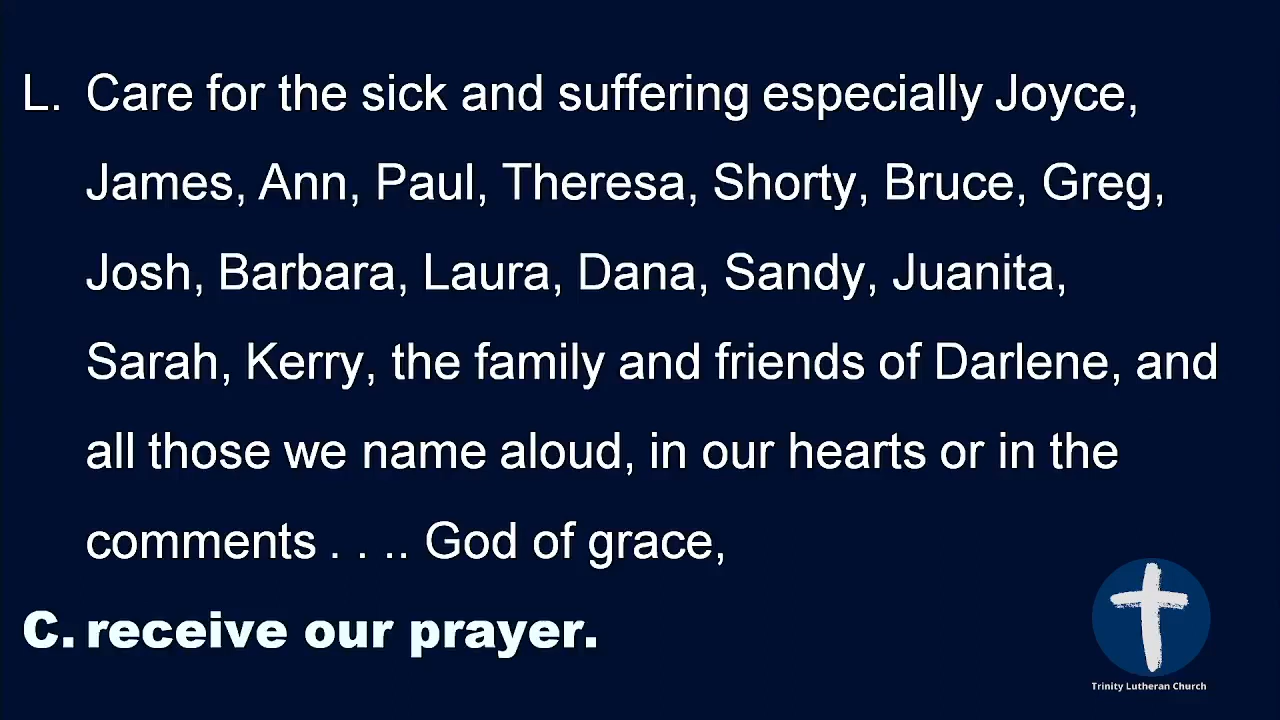 L. Care for the sick and suffering especially Joyce,
James, Ann, Paul, Theresa, Shorty, Bruce, Greg,
Josh, Barbara, Laura, Dana, Sandy, Juanita,
Sarah, Kerry, the family and friends of Darlene, and
all those we name aloud, in our hearts or in the
comments . . .. God of grace,
C. receive our prayer.
Trinity Lutheran Church